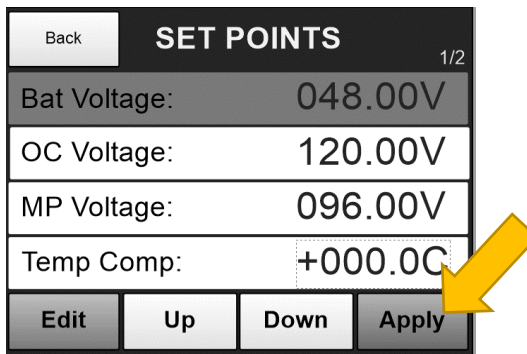 Back
SET POINTS
1/2
Bat Voltage: 048.00V
OC Voltage: 120.00V
MP Voltage: 096.00V
Temp Comp: +000.0C
Edit Up Down Apply